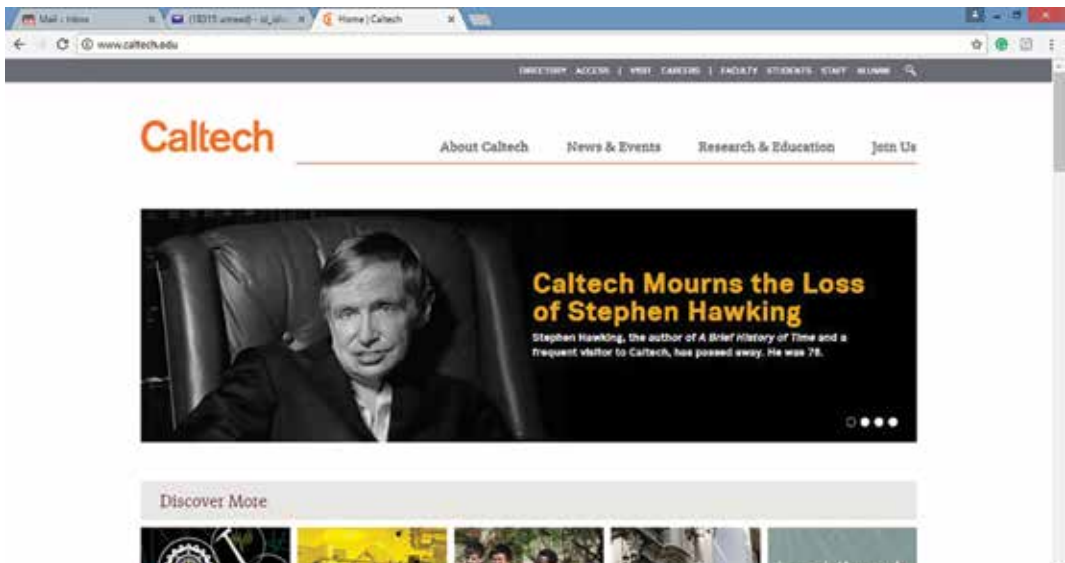 Mail :: Inbox
Home | Caltech
www.caltech.edu
DIRECTORY ACCESS | VISIT CAREERS | FACULTY STUDENTS STAFF ALUMNI
Caltech
About Caltech News & Events Research & Education Join Us
Caltech Mourns the Loss
of Stephen Hawking
Stephen Hawking, the author of A Brief History of Time and a
frequent visitor to Caltech, has passed away. He was 76.
Discover More